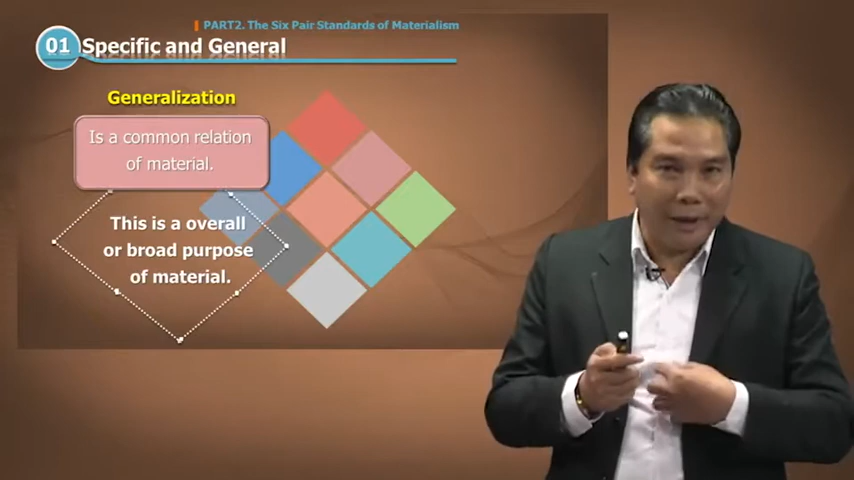 PART2. The Six Pair Standards of Materialism
01 Specific and General
Generalization
Is a common relation
of material.
This is a overall
or broad purpose
of material.